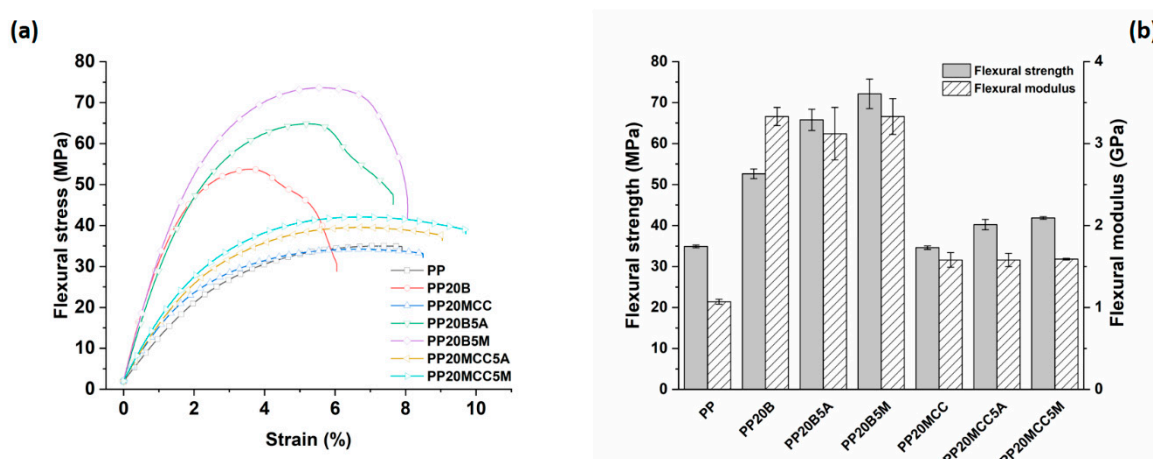 (a)
80
70
60
50
40
30
20
10
0
Flexural stress (MPa)
0 2 4 6 8 10
Strain (%)
PP
PP20B
PP20MCC
PP20B5A
PP20B5M
PP20MCC5A
PP20MCC5M
(b)
80
70
60
50
40
30
20
10
0
Flexural strength (MPa)
Flexural strength
Flexural modulus
4
3
2
1
0
Flexural modulus (GPa)
PP
PP20B
PP20B5A
PP20B5M
PP20MCC
PP20MCC5A
PP20MCC5M